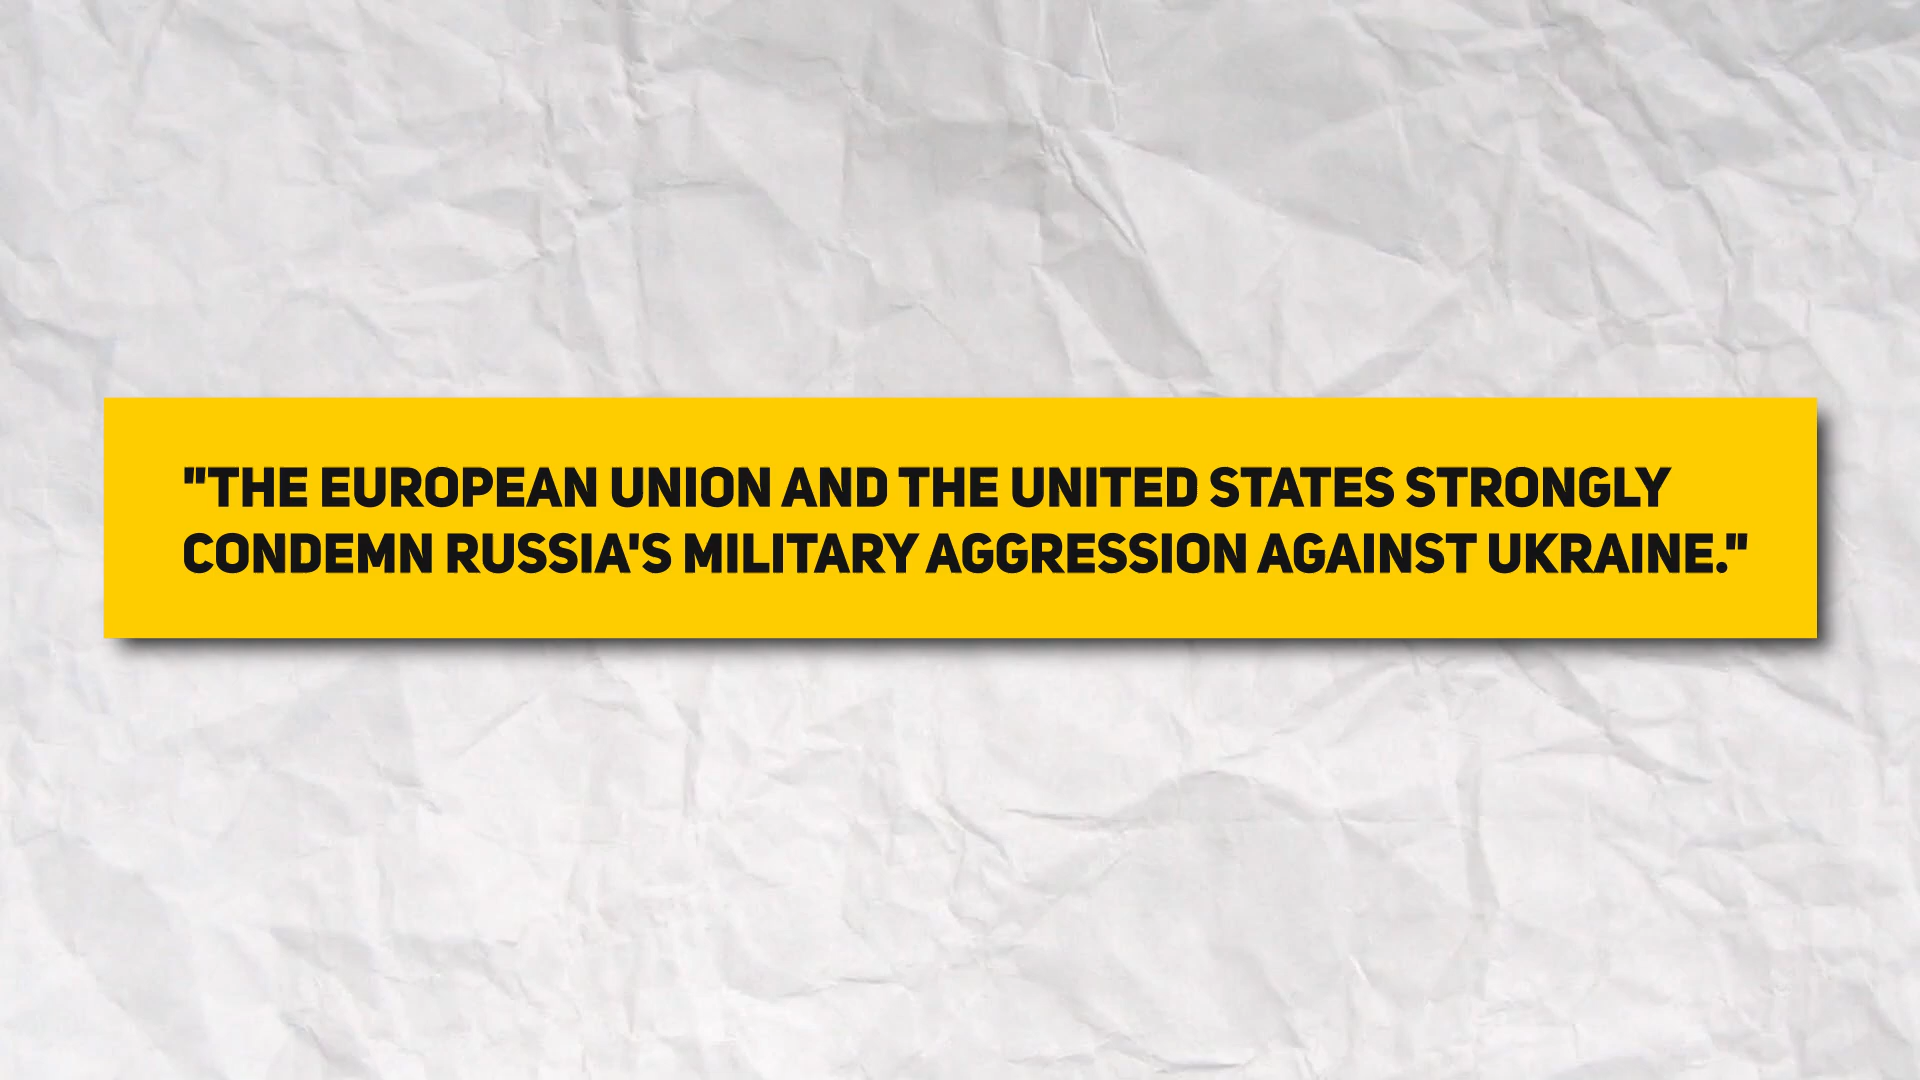 "THE EUROPEAN UNION AND THE UNITED STATES STRONGLY
CONDEMN RUSSIA'S MILITARY AGGRESSION AGAINST UKRAINE."